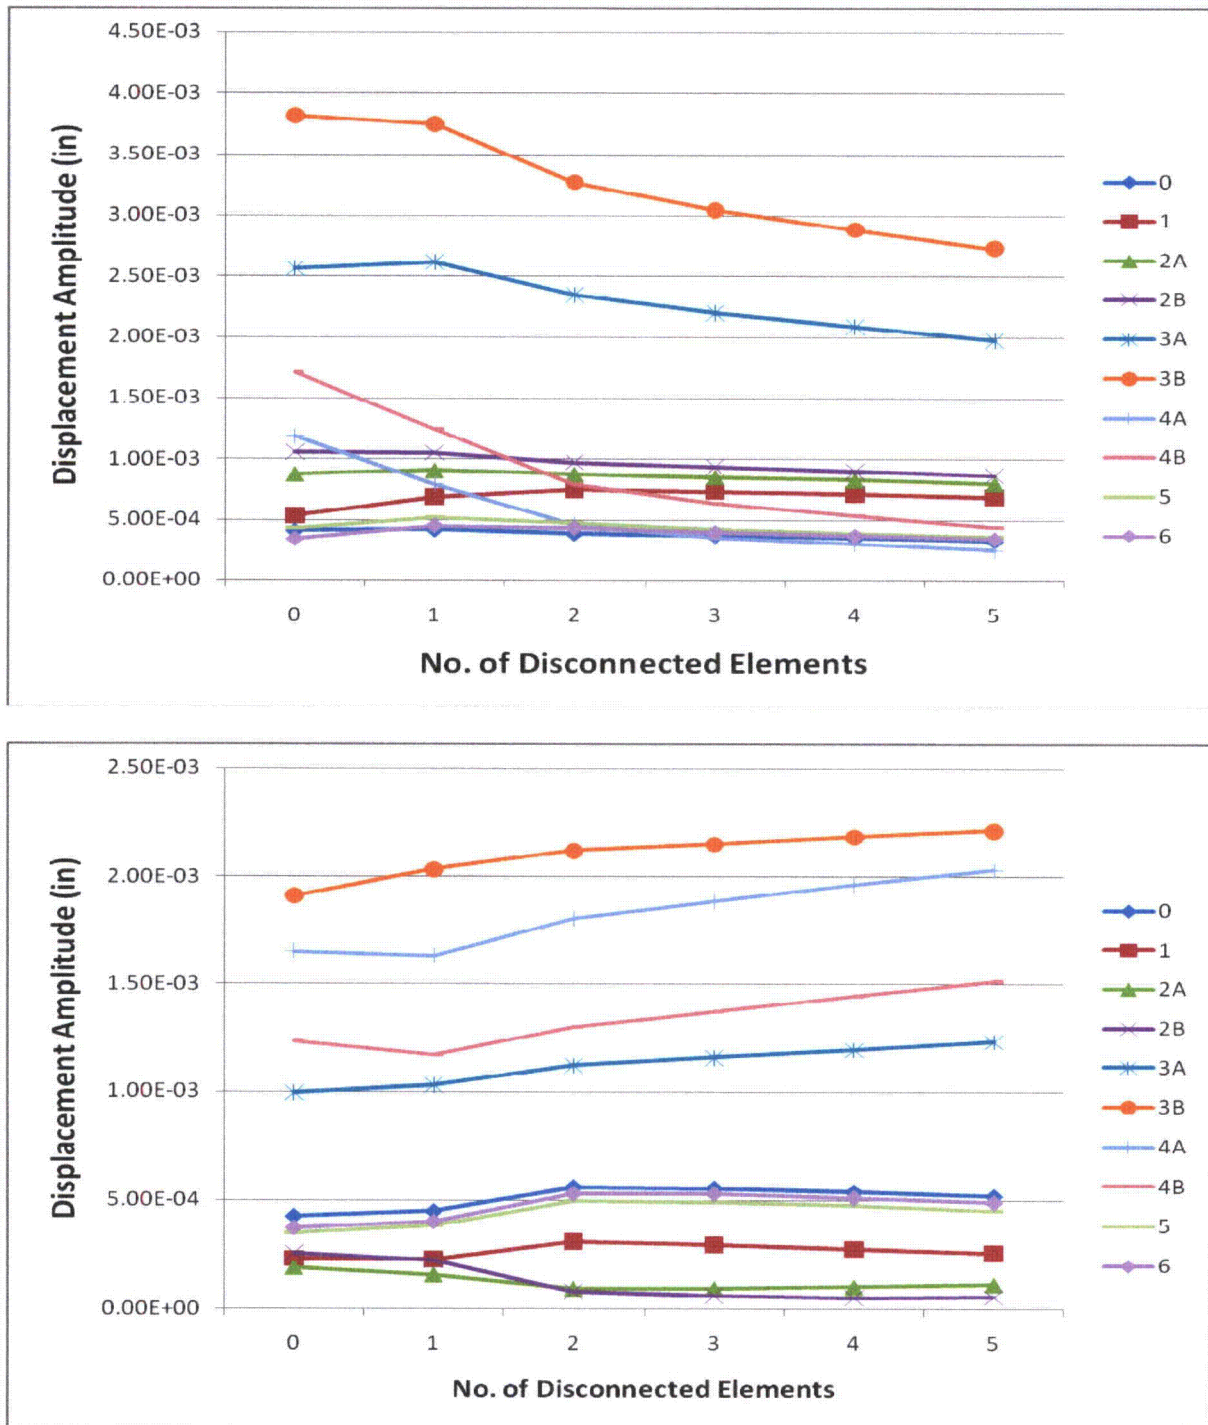 4.50E-03
4.00E-03
3.50E-03
3.00E-03
2.50E-03
2.00E-03
1.50E-03
1.00E-03
5.00E-04
0.00E+00
Displacement Amplitude (in)
0 1 2 3 4 5
No. of Disconnected Elements
0
1
2A
2B
3A
3B
4A
4B
5
6
2.50E-03
2.00E-03
1.50E-03
1.00E-03
5.00E-04
0.00E+00
Displacement Amplitude (in)
0 1 2 3 4 5
No. of Disconnected Elements
0
1
2A
2B
3A
3B
4A
4B
5
6